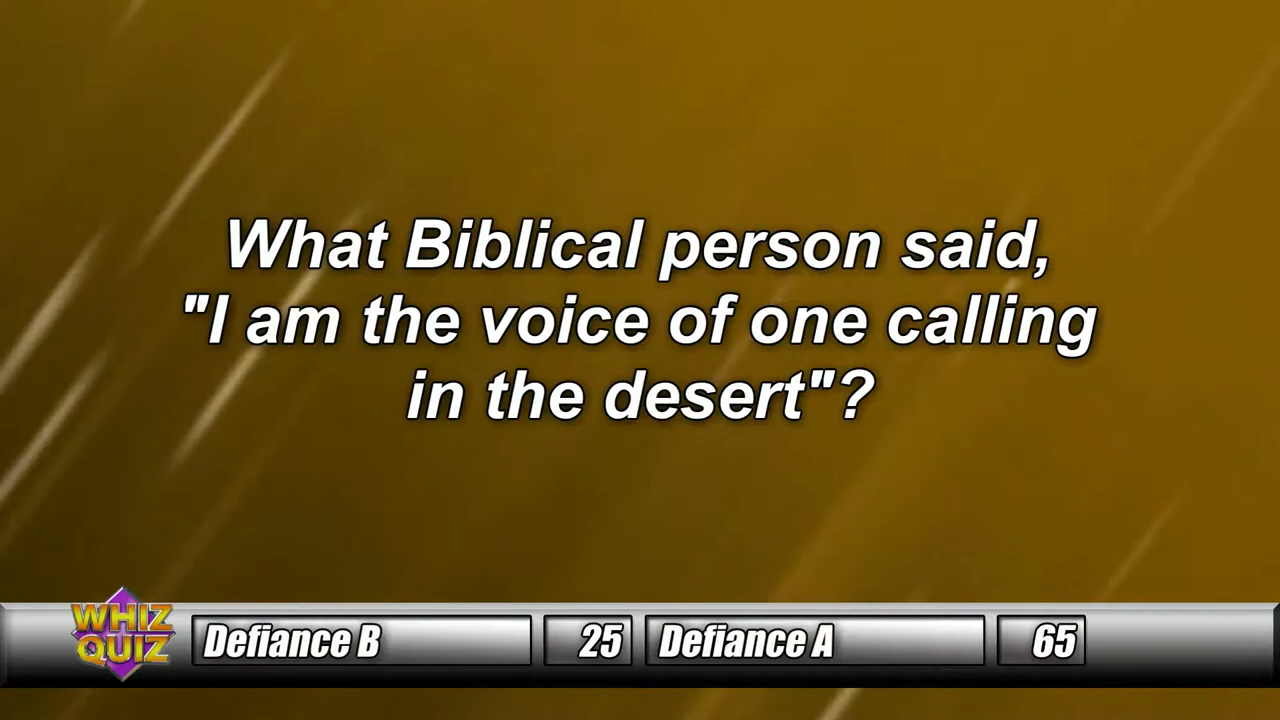 What Biblical person said,
"I am the voice of one calling
in the desert"?
WHIZ
QUIZ
Defiance B 25 Defiance A 65